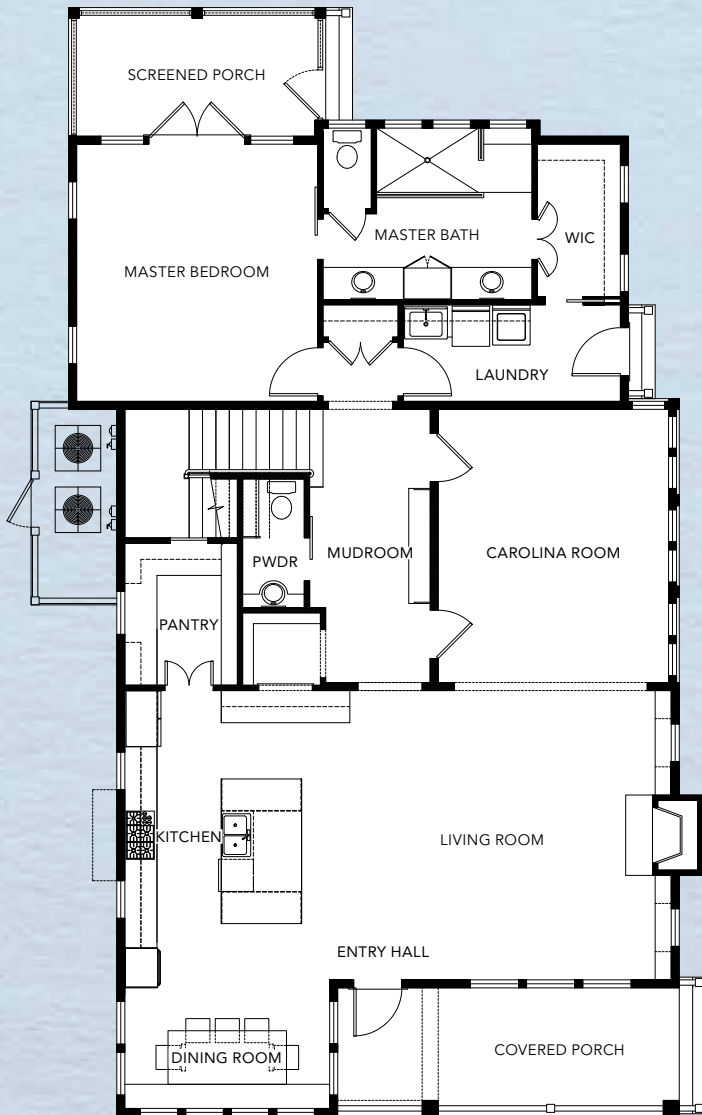 SCREENED PORCH
MASTER BATH
WIC
MASTER BEDROOM
LAUNDRY
MUDROOM
CAROLINA ROOM
PWDR
PANTRY
KITCHEN
LIVING ROOM
ENTRY HALL
COVERED PORCH
DINING ROOM